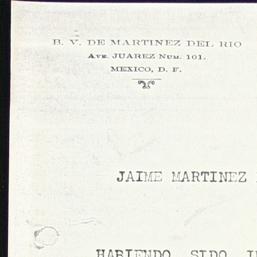 B. V. DE MARTINEZ DEL RIO
AVE. JUAREZ NUM. 101.
MEXICO, D. F.
JAIME MARTINEZ
HABIENDO SIDO